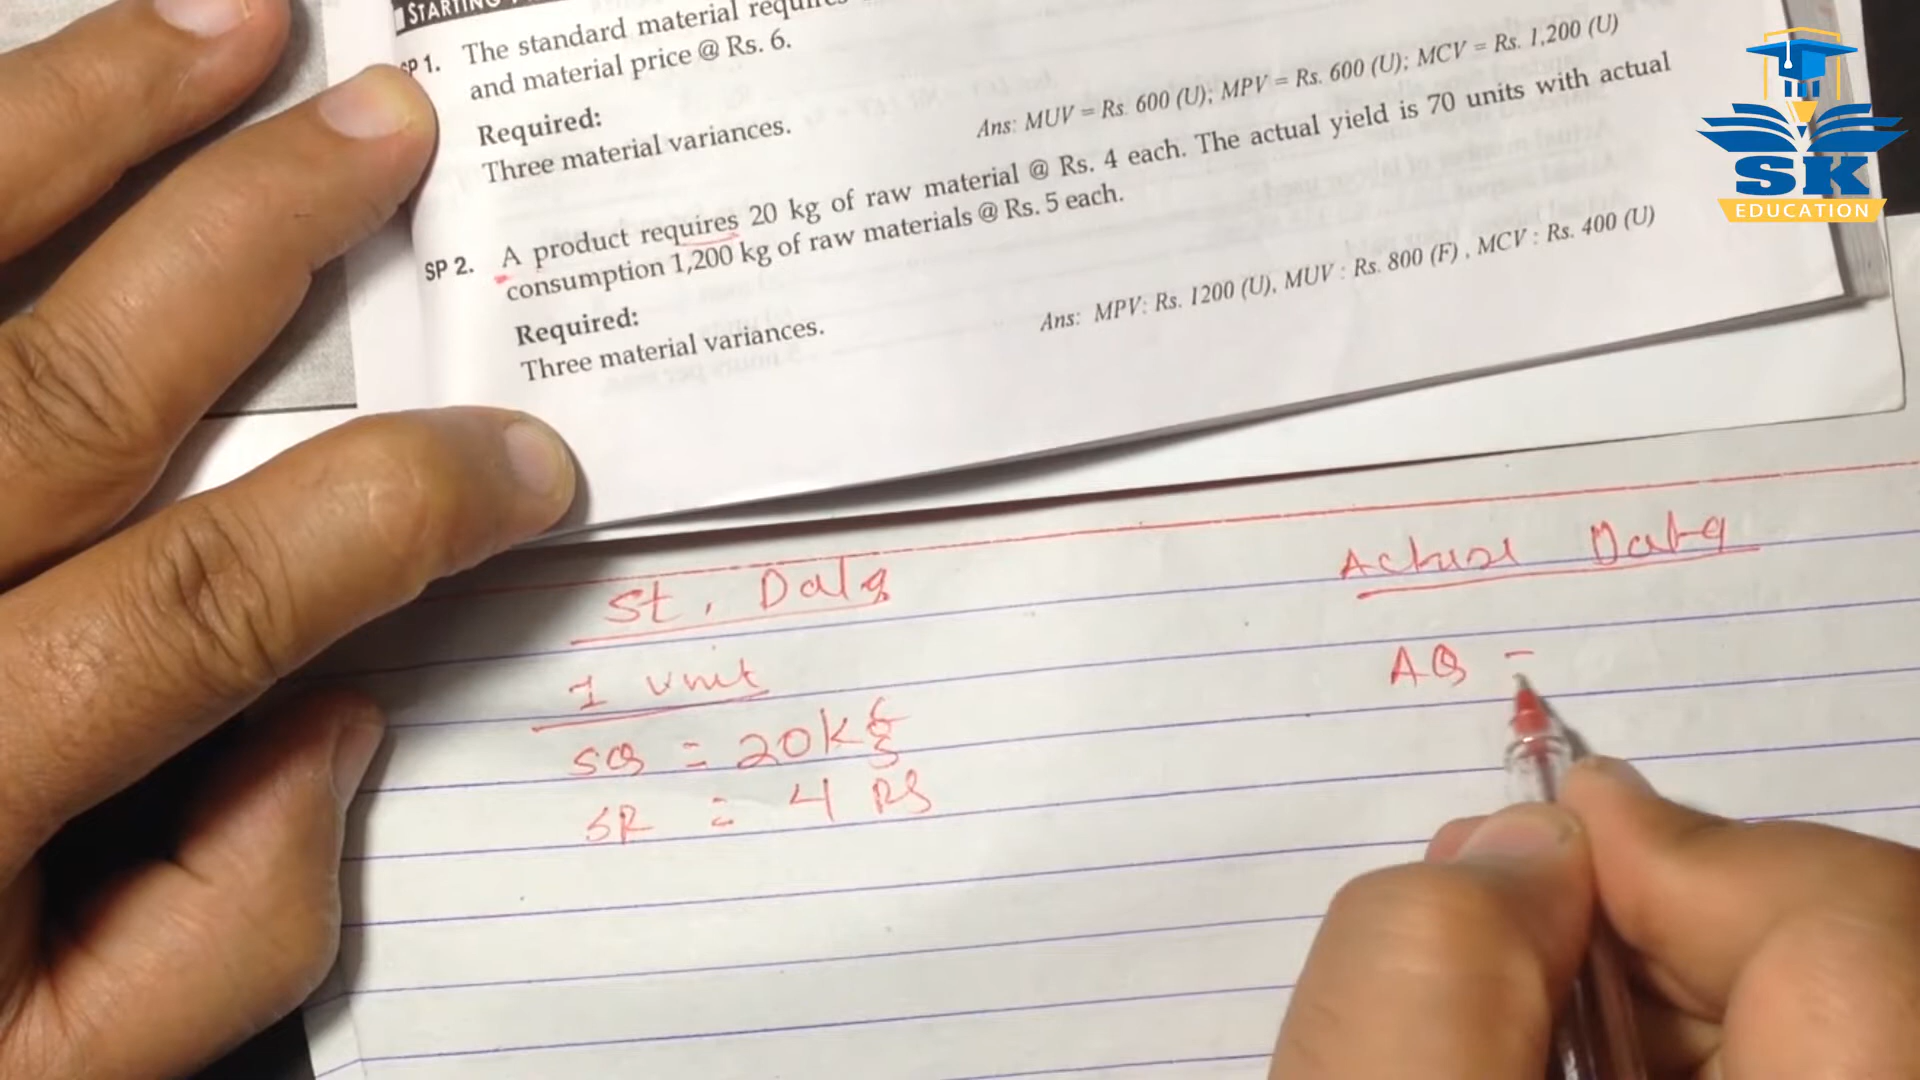 STARTING
SP 1. The standard material requires
and material price @ Rs. 6.
Required:
Three material variances.
Ans: MUV = Rs. 600 (U); MPV = Rs. 600 (U); MCV = Rs. 1,200 (U)
SP 2. A product requires 20 kg of raw material @ Rs. 4 each. The actual yield is 70 units with actual
consumption 1,200 kg of raw materials @ Rs. 5 each.
Required:
Three material variances.
Ans: MPV: Rs. 1200 (U), MUV : Rs. 800 (F) , MCV : Rs. 400 (U)
SK
EDUCATION
St. Data
Actual Data
1 unit
AQ =
SQ = 20 kg
SR = 4 RS